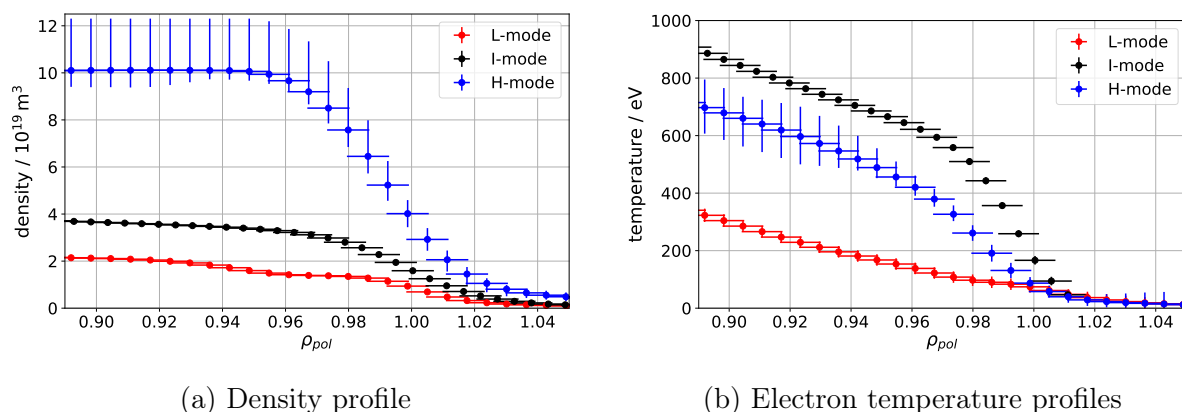 density / 10¹⁹ m³
12
10
8
6
4
2
0
L-mode
I-mode
H-mode
0.90 0.92 0.94 0.96 0.98 1.00 1.02 1.04
ρpol
(a) Density profile
temperature / eV
1000
800
600
400
200
0
L-mode
I-mode
H-mode
0.90 0.92 0.94 0.96 0.98 1.00 1.02 1.04
ρpol
(b) Electron temperature profiles